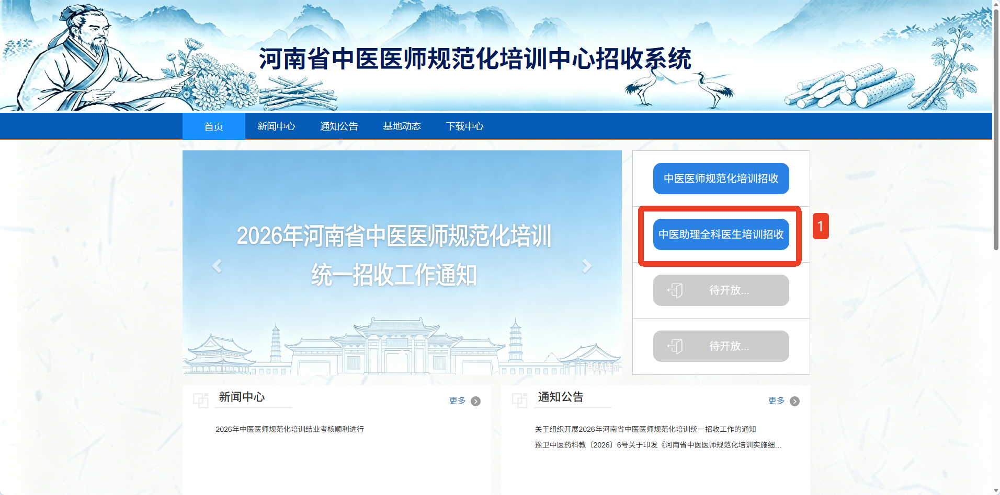 河南省中医医师规范化培训中心招收系统
首页 新闻中心 通知公告 基地动态 下载中心
2026年河南省中医医师规范化培训
统一招收工作通知
中医医师规范化培训招收
中医助理全科医生培训招收
1
待开放...
待开放...
新闻中心
更多
2026年中医医师规范化培训结业考核顺利进行
通知公告
更多
关于组织开展2026年河南省中医医师规范化培训统一招收工作的通知
豫卫中医药科教〔2026〕6号关于印发《河南省中医医师规范化培训实施细...